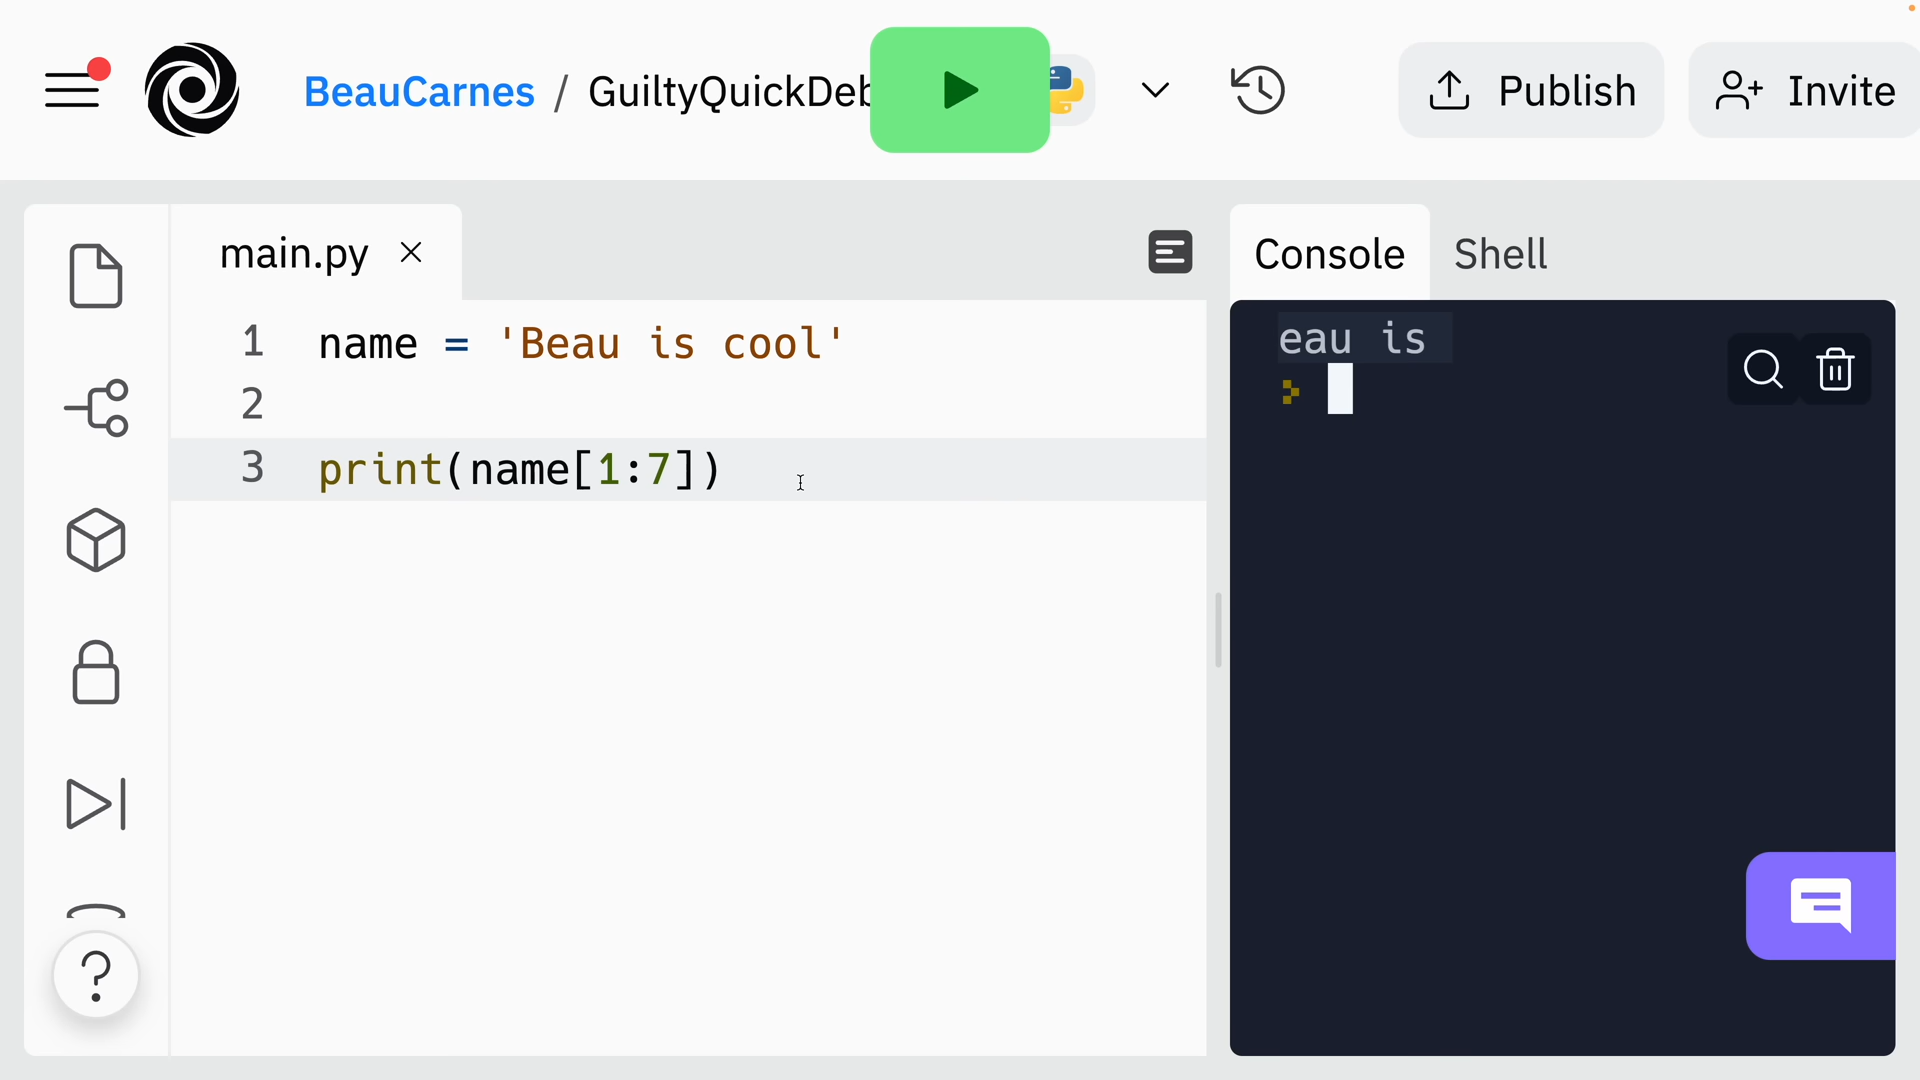 BeauCarnes / GuiltyQuickDeb
Publish
Invite
main.py
Console
Shell
1 name = 'Beau is cool'
2
3 print(name[1:7])
eau is